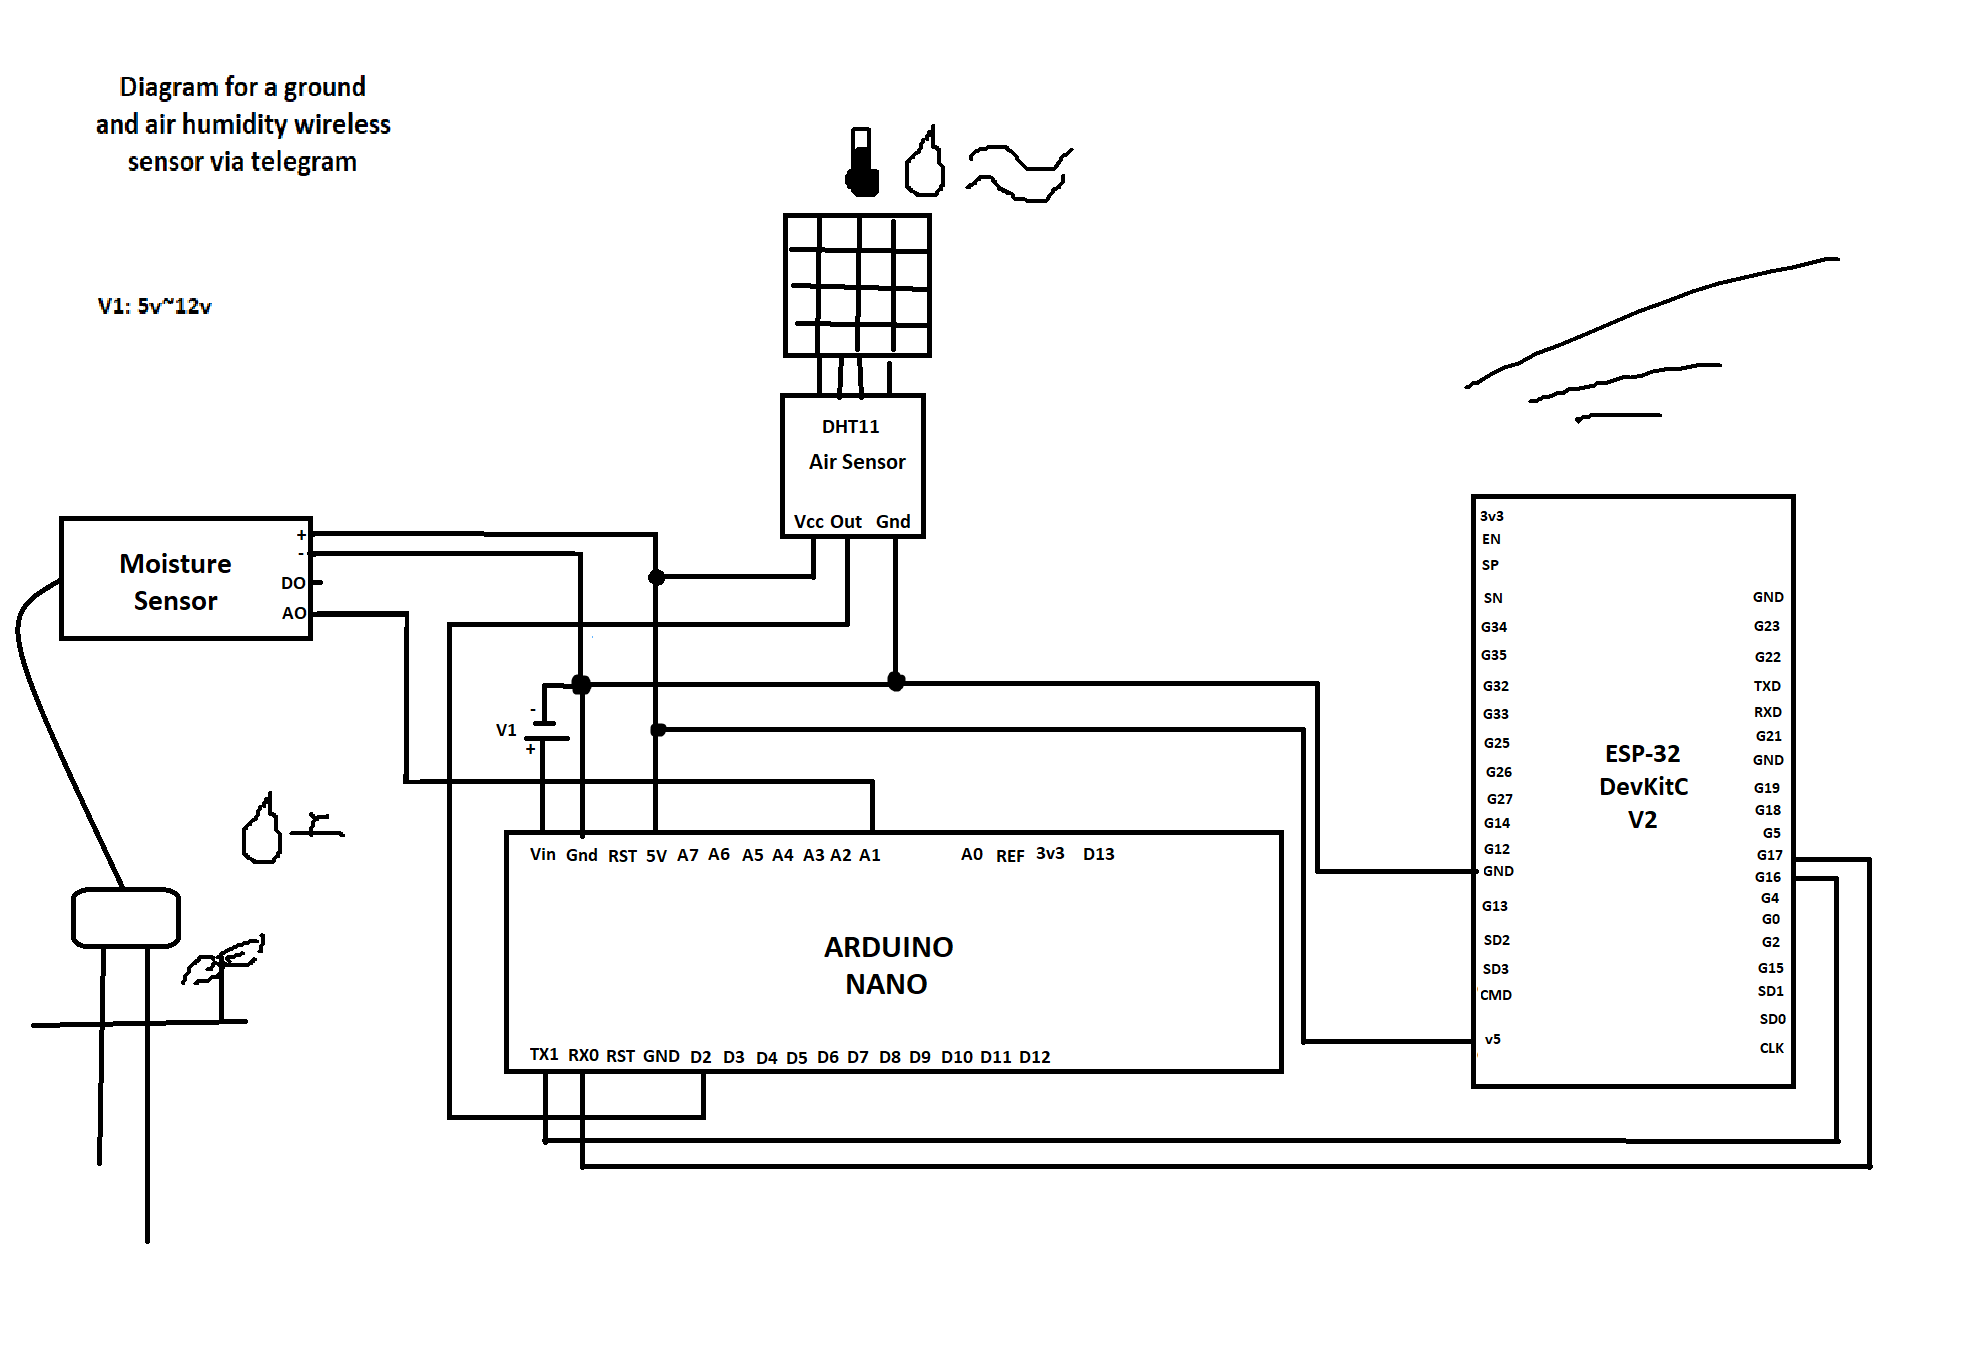 Diagram for a ground
and air humidity wireless
sensor via telegram
V1: 5v~12v
DHT11
Air Sensor
Vcc Out Gnd
Moisture
Sensor
+
-
DO
AO
-
V1
+
Vin Gnd RST 5V A7 A6 A5 A4 A3 A2 A1 A0 REF 3v3 D13
ARDUINO
NANO
TX1 RX0 RST GND D2 D3 D4 D5 D6 D7 D8 D9 D10 D11 D12
3v3
EN
SP
SN
G34
G35
G32
G33
G25
G26
G27
G14
G12
GND
G13
SD2
SD3
CMD
v5
ESP-32
DevKitC
V2
GND
G23
G22
TXD
RXD
G21
GND
G19
G18
G5
G17
G16
G4
G0
G2
G15
SD1
SD0
CLK